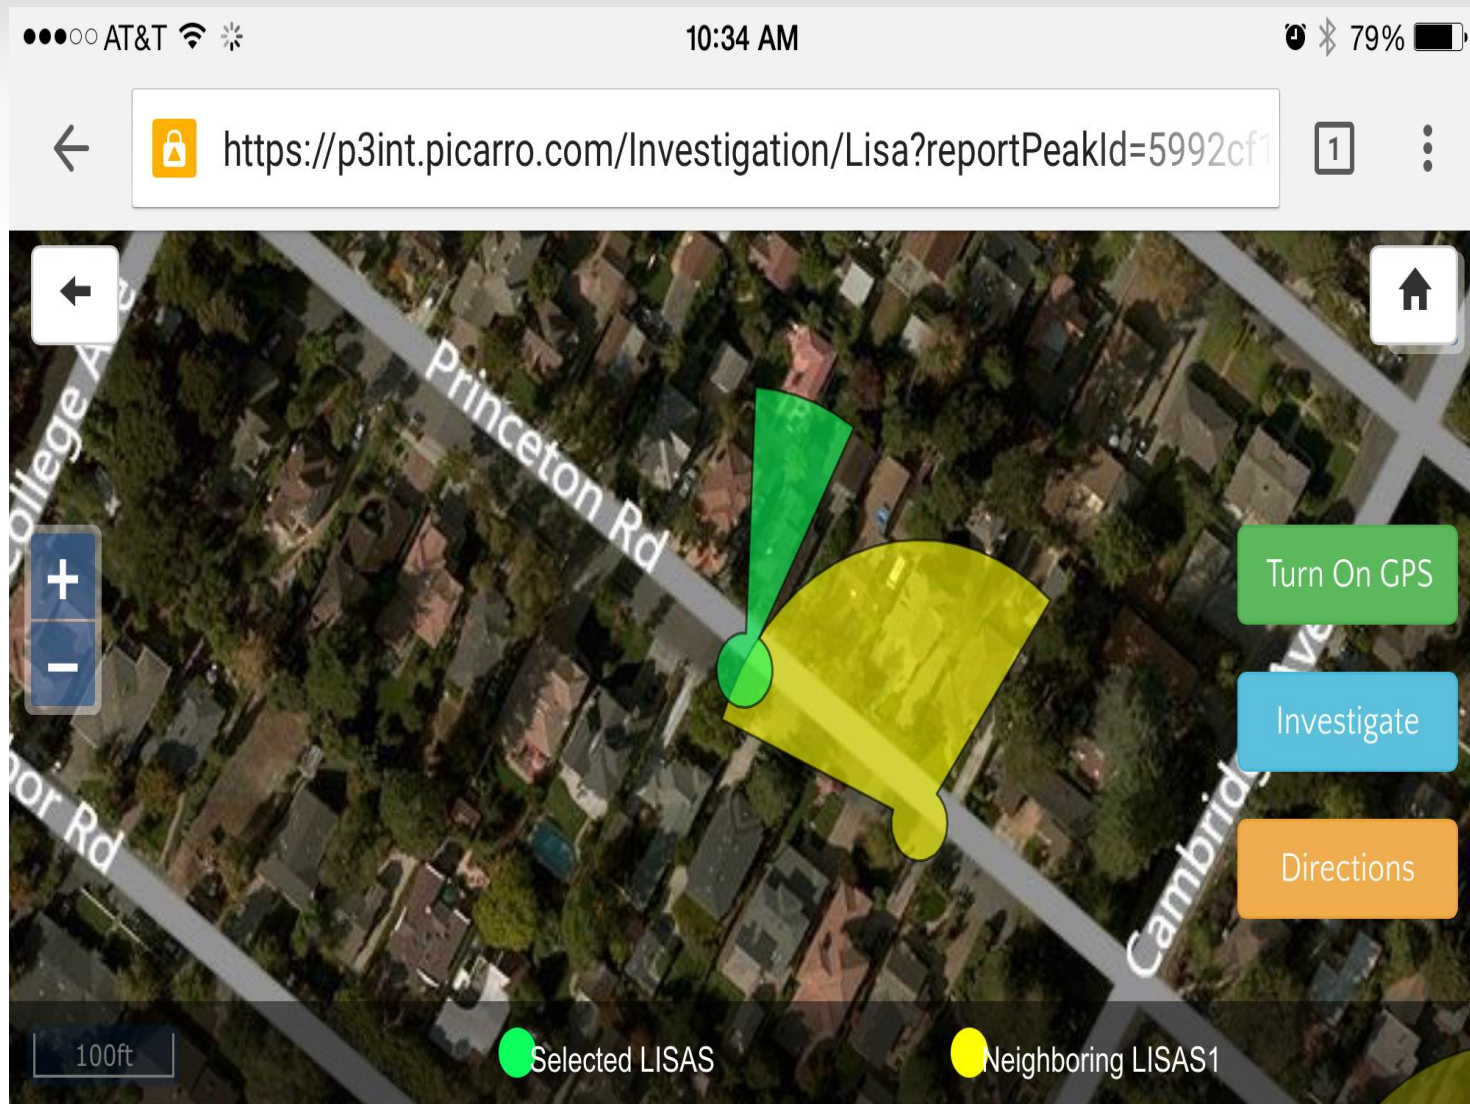 AT&T 10:34 AM 79%
https://p3int.picarro.com/Investigation/Lisa?reportPeakId=5992cf1
1
College Ave
Princeton Rd
Turn On GPS
+
Investigate
−
Directions
or Rd
100ft
Selected LISAS
Neighboring LISAS1